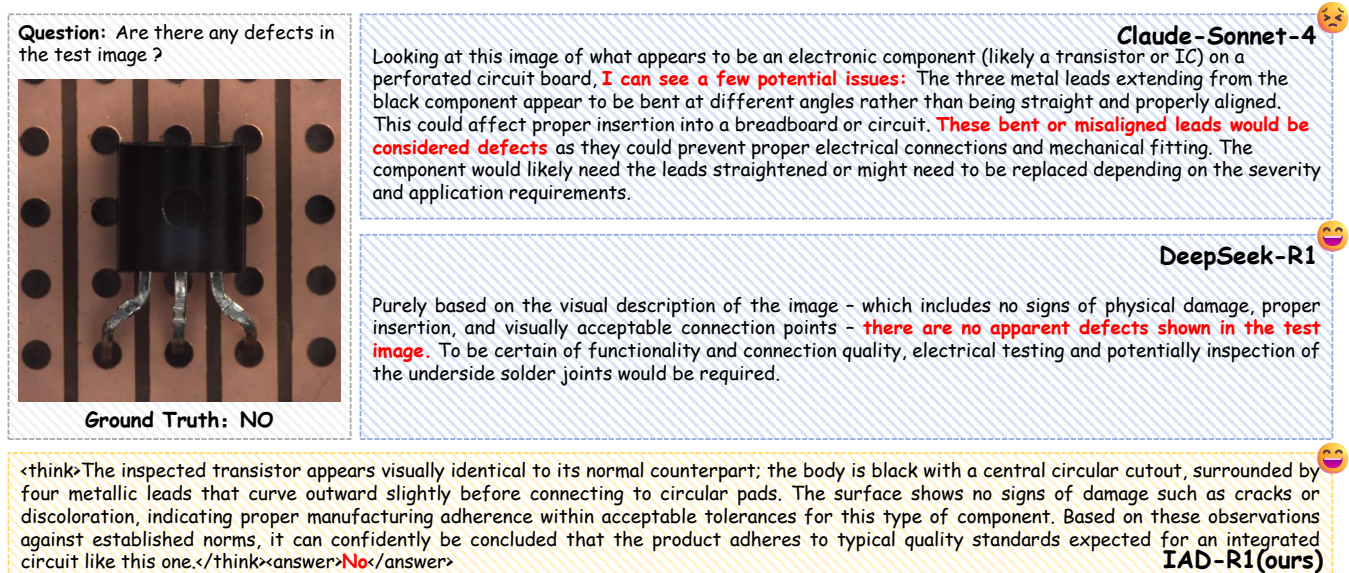 Question: Are there any defects in
the test image ?
Ground Truth: NO
Claude-Sonnet-4
Looking at this image of what appears to be an electronic component (likely a transistor or IC) on a
perforated circuit board, I can see a few potential issues: The three metal leads extending from the
black component appear to be bent at different angles rather than being straight and properly aligned.
This could affect proper insertion into a breadboard or circuit. These bent or misaligned leads would be
considered defects as they could prevent proper electrical connections and mechanical fitting. The
component would likely need the leads straightened or might need to be replaced depending on the severity
and application requirements.
DeepSeek-R1
Purely based on the visual description of the image – which includes no signs of physical damage, proper
insertion, and visually acceptable connection points – there are no apparent defects shown in the test
image. To be certain of functionality and connection quality, electrical testing and potentially inspection of
the underside solder joints would be required.
<think>The inspected transistor appears visually identical to its normal counterpart; the body is black with a central circular cutout, surrounded by
four metallic leads that curve outward slightly before connecting to circular pads. The surface shows no signs of damage such as cracks or
discoloration, indicating proper manufacturing adherence within acceptable tolerances for this type of component. Based on these observations
against established norms, it can confidently be concluded that the product adheres to typical quality standards expected for an integrated
circuit like this one.</think><answer>No</answer>
IAD-R1(ours)